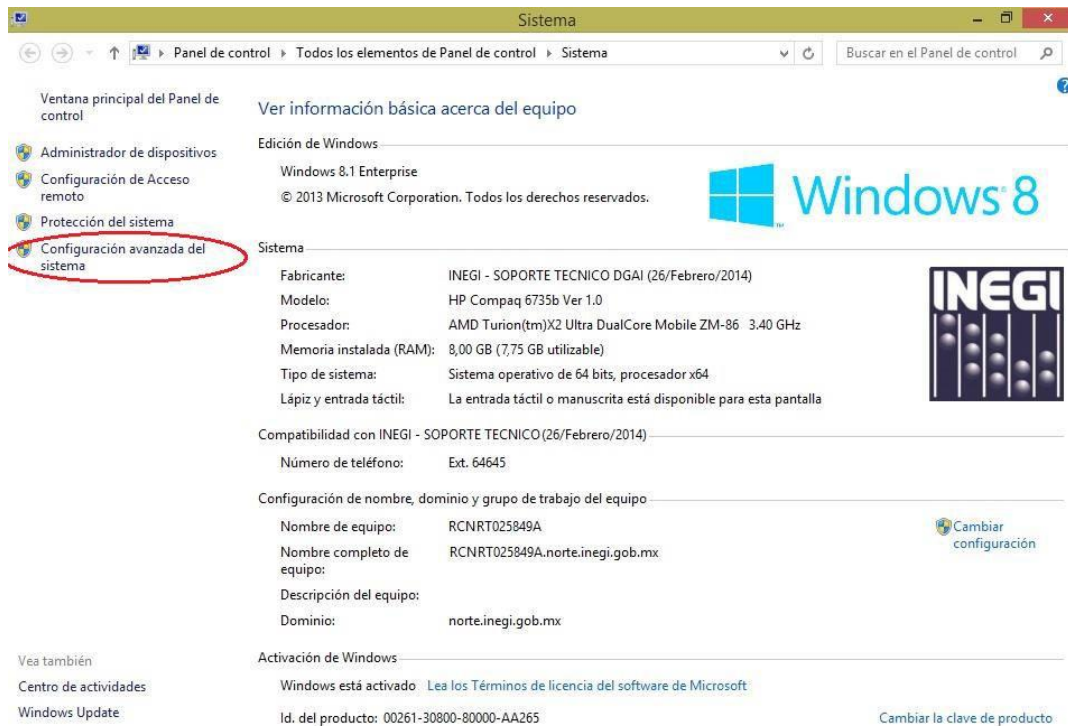 Sistema
Panel de control
Todos los elementos de Panel de control
Sistema
Buscar en el Panel de control
Ventana principal del Panel de
control
Administrador de dispositivos
Configuración de Acceso
remoto
Protección del sistema
Configuración avanzada del
sistema
Vea también
Centro de actividades
Windows Update
Ver información básica acerca del equipo
Edición de Windows
Windows 8.1 Enterprise
© 2013 Microsoft Corporation. Todos los derechos reservados.
Windows 8
Sistema
Fabricante: INEGI - SOPORTE TECNICO DGAI (26/Febrero/2014)
Modelo: HP Compaq 6735b Ver 1.0
Procesador: AMD Turion(tm)X2 Ultra DualCore Mobile ZM-86 3.40 GHz
Memoria instalada (RAM): 8,00 GB (7,75 GB utilizable)
Tipo de sistema: Sistema operativo de 64 bits, procesador x64
Lápiz y entrada táctil: La entrada táctil o manuscrita está disponible para esta pantalla
INEGI
Compatibilidad con INEGI - SOPORTE TECNICO (26/Febrero/2014)
Número de teléfono: Ext. 64645
Configuración de nombre, dominio y grupo de trabajo del equipo
Nombre de equipo: RCNRT025849A
Cambiar
configuración
Nombre completo de
equipo: RCNRT025849A.norte.inegi.gob.mx
Descripción del equipo:
Dominio: norte.inegi.gob.mx
Activación de Windows
Windows está activado Lea los Términos de licencia del software de Microsoft
Id. del producto: 00261-30800-80000-AA265
Cambiar la clave de producto